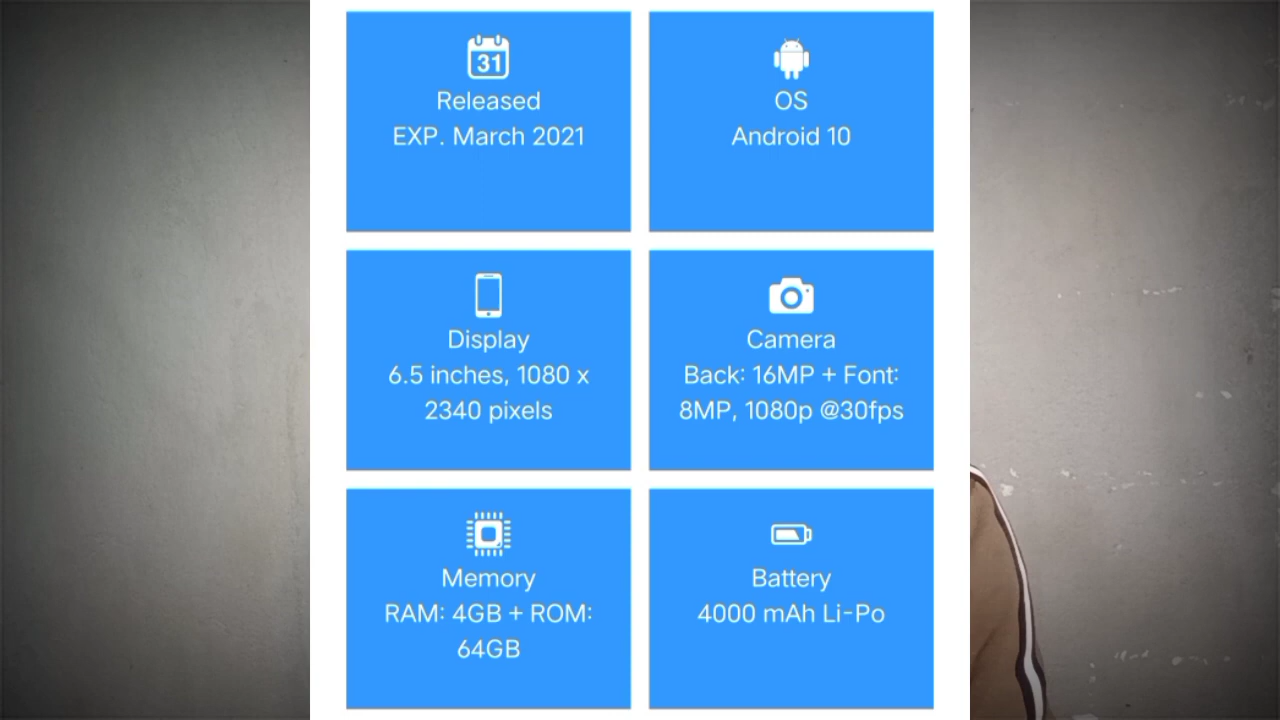 31
Released
EXP. March 2021
OS
Android 10
Display
6.5 inches, 1080 x
2340 pixels
Camera
Back: 16MP + Font:
8MP, 1080p @30fps
Memory
RAM: 4GB + ROM:
64GB
Battery
4000 mAh Li-Po